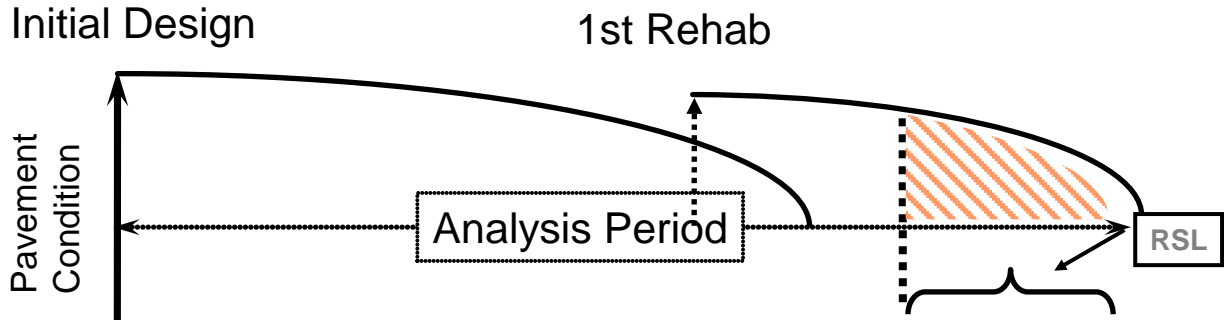 Initial Design
1st Rehab
Pavement
Condition
Analysis Period
RSL